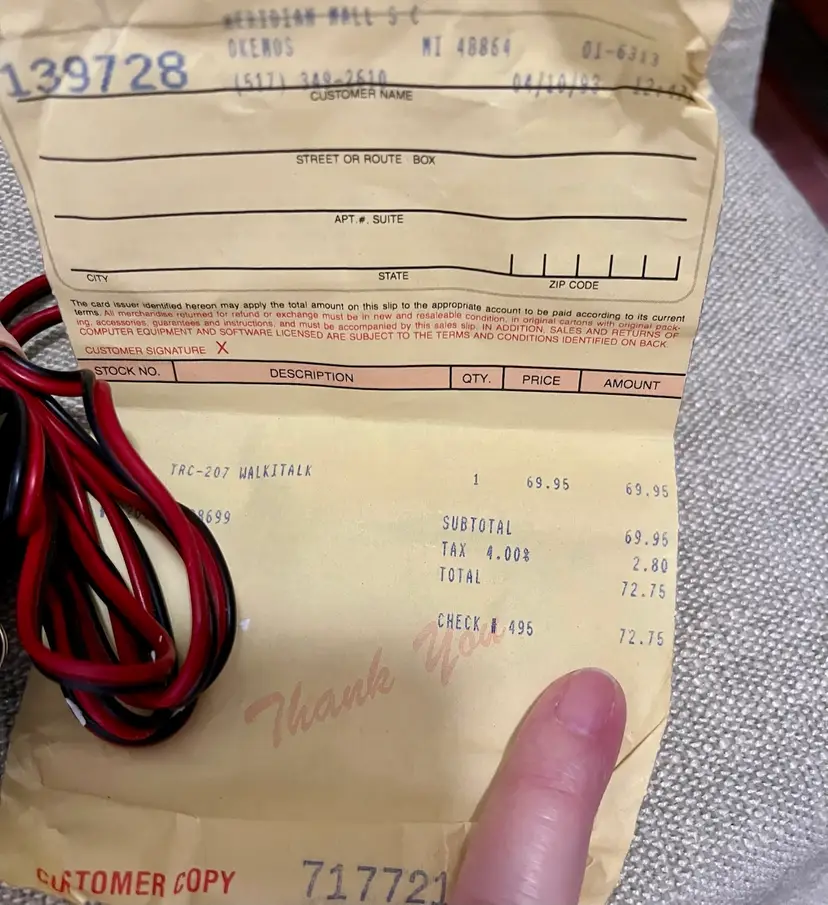 MERIDIAN MALL S C
OKEMOS MI 48864 01-6313
139728 (517) 349-2610 04/10/93
CUSTOMER NAME
STREET OR ROUTE BOX
APT.#. SUITE
CITY STATE ZIP CODE
The card issuer identified hereon may apply the total amount on this slip to the appropriate account to be paid according to its current
terms. All merchandise returned for refund or exchange must be in new and resaleable condition, in original cartons with original pack-
ing, accessories, guarantees and instructions, and must be accompanied by this sales slip. IN ADDITION, SALES AND RETURNS OF
COMPUTER EQUIPMENT AND SOFTWARE LICENSED ARE SUBJECT TO THE TERMS AND CONDITIONS IDENTIFIED ON BACK.
CUSTOMER SIGNATURE X
STOCK NO. DESCRIPTION QTY. PRICE AMOUNT
TRC-207 WALKITALK 1 69.95 69.95
8699
SUBTOTAL 69.95
TAX 4.00% 2.80
TOTAL 72.75
CHECK # 495 72.75
Thank You
CUSTOMER COPY 717721